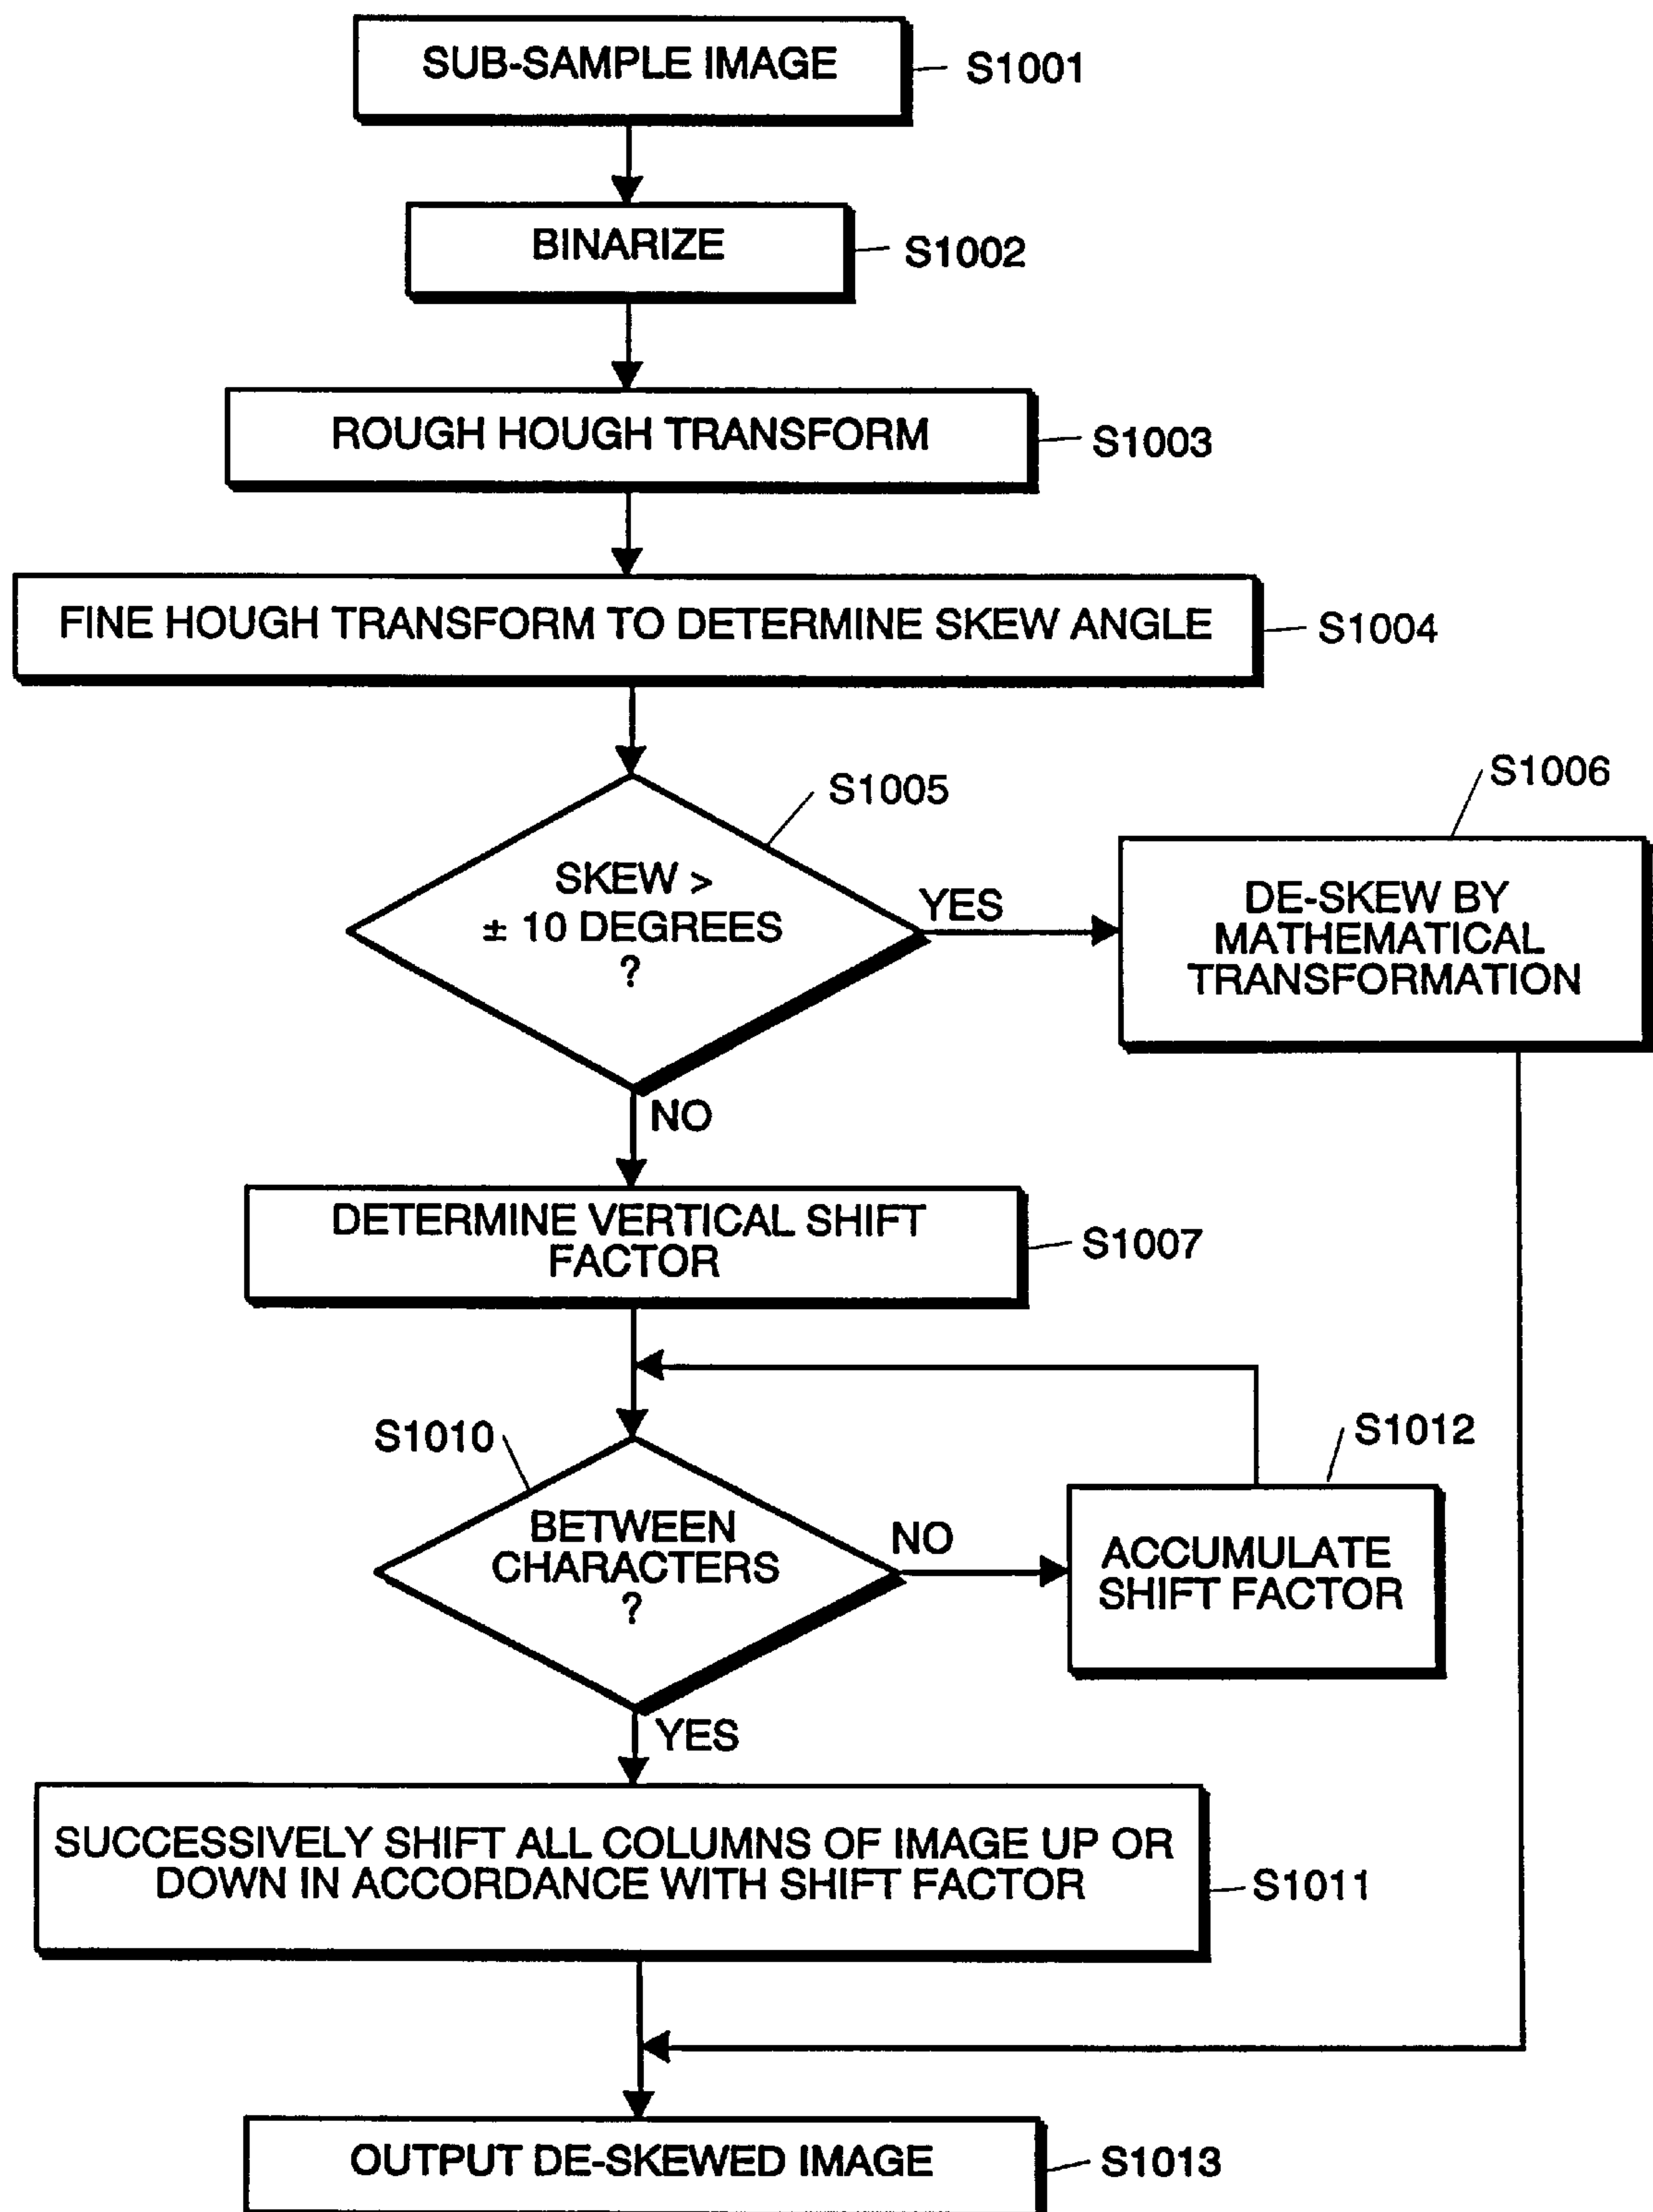 SUB-SAMPLE IMAGE
S1001
BINARIZE
S1002
ROUGH HOUGH TRANSFORM
S1003
FINE HOUGH TRANSFORM TO DETERMINE SKEW ANGLE
S1004
S1005
SKEW >
± 10 DEGREES
?
YES
S1006
DE-SKEW BY
MATHEMATICAL
TRANSFORMATION
NO
DETERMINE VERTICAL SHIFT
FACTOR
S1007
S1010
BETWEEN
CHARACTERS
?
NO
S1012
ACCUMULATE
SHIFT FACTOR
YES
SUCCESSIVELY SHIFT ALL COLUMNS OF IMAGE UP OR
DOWN IN ACCORDANCE WITH SHIFT FACTOR
S1011
OUTPUT DE-SKEWED IMAGE
S1013